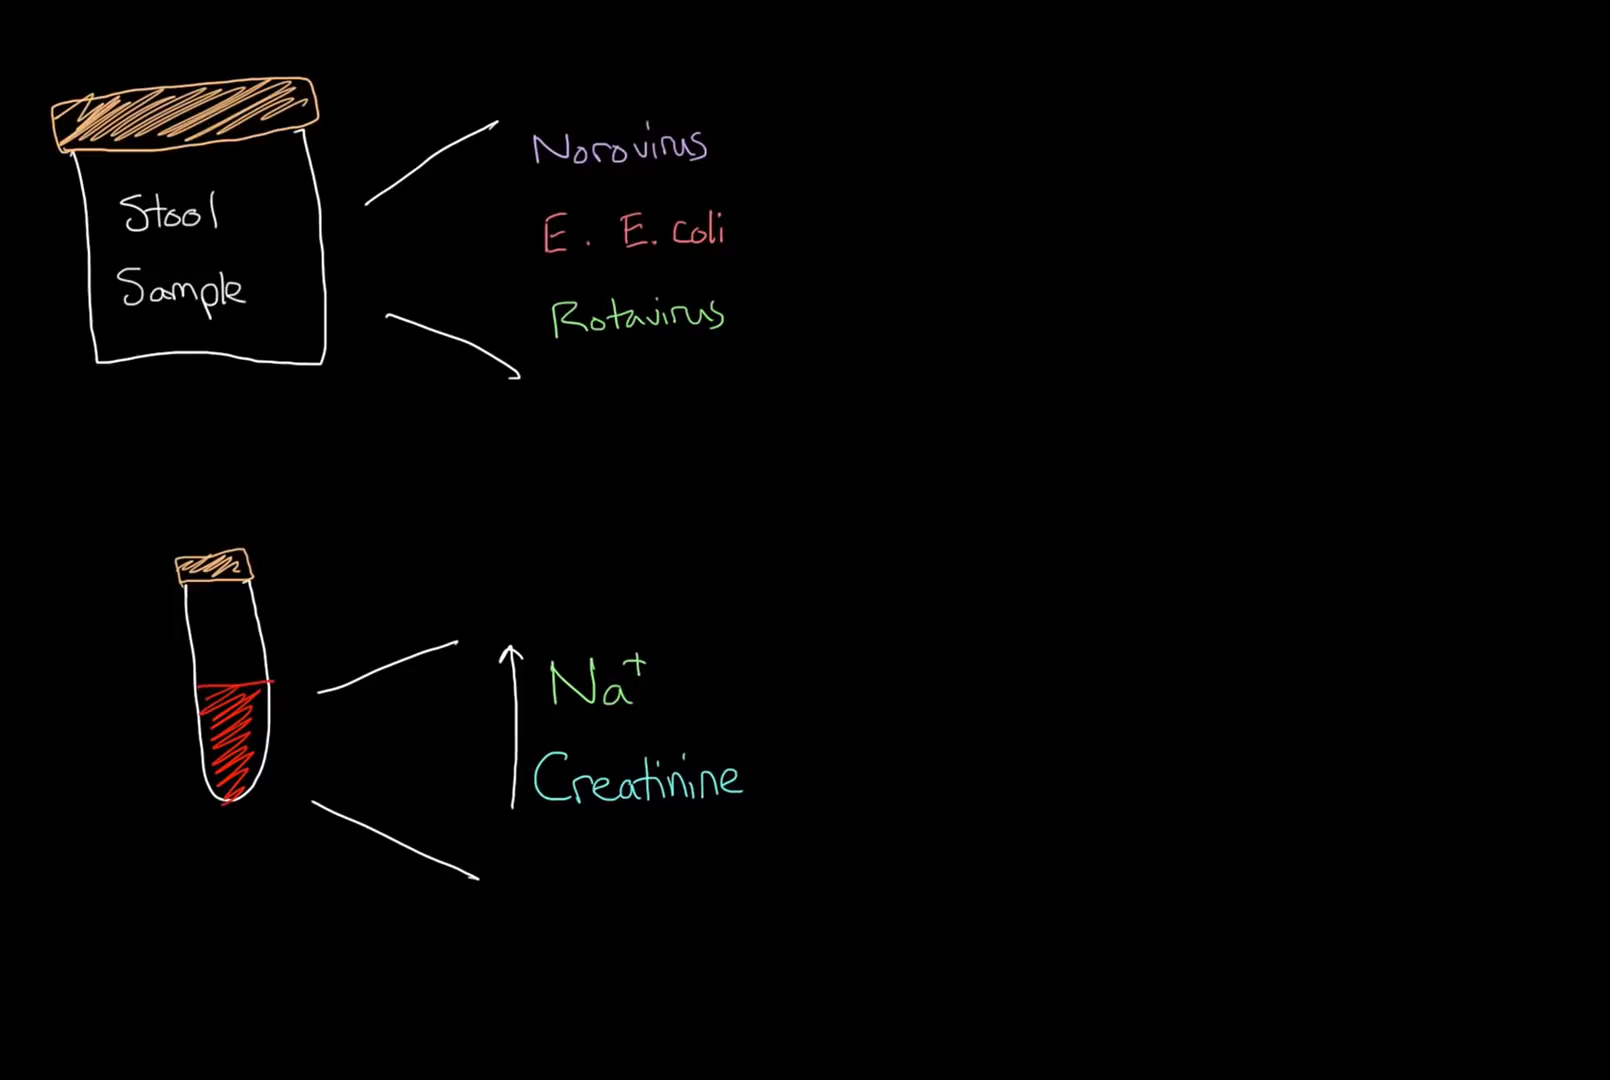 Stool
Sample
Norovirus
E. E. coli
Rotavirus
Na+
Creatinine